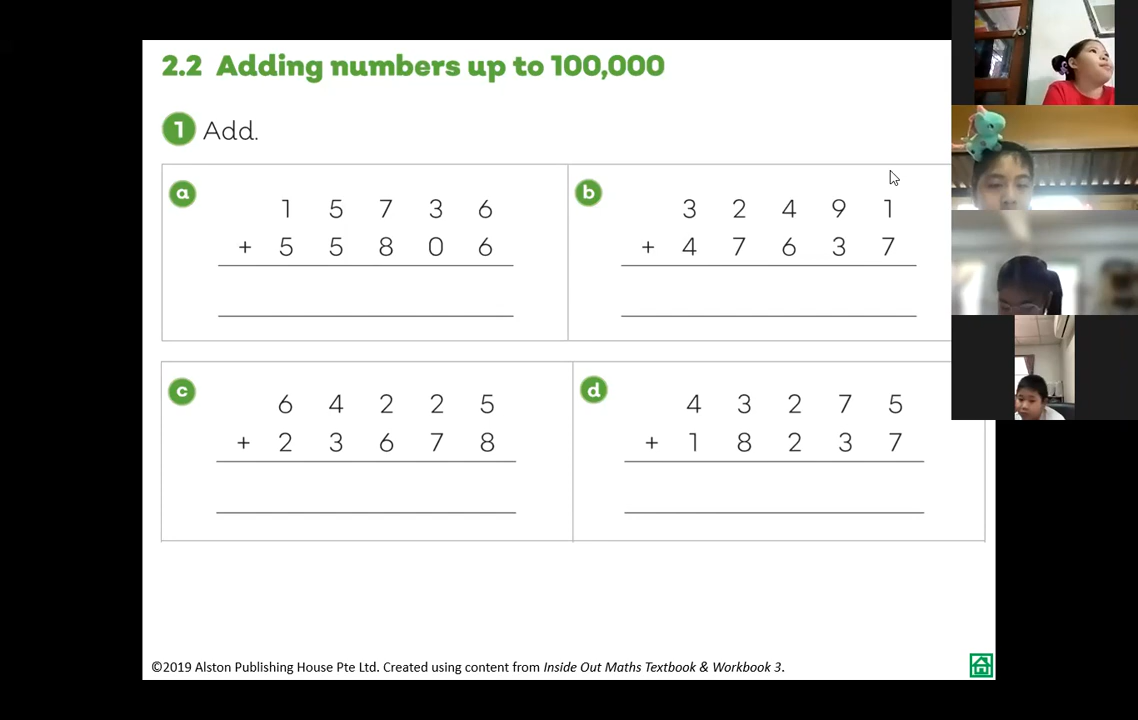 2.2 Adding numbers up to 100,000
1 Add.
a
1 5 7 3 6
+ 5 5 8 0 6
b
3 2 4 9 1
+ 4 7 6 3 7
c
6 4 2 2 5
+ 2 3 6 7 8
d
4 3 2 7 5
+ 1 8 2 3 7
©2019 Alston Publishing House Pte Ltd. Created using content from Inside Out Maths Textbook & Workbook 3.